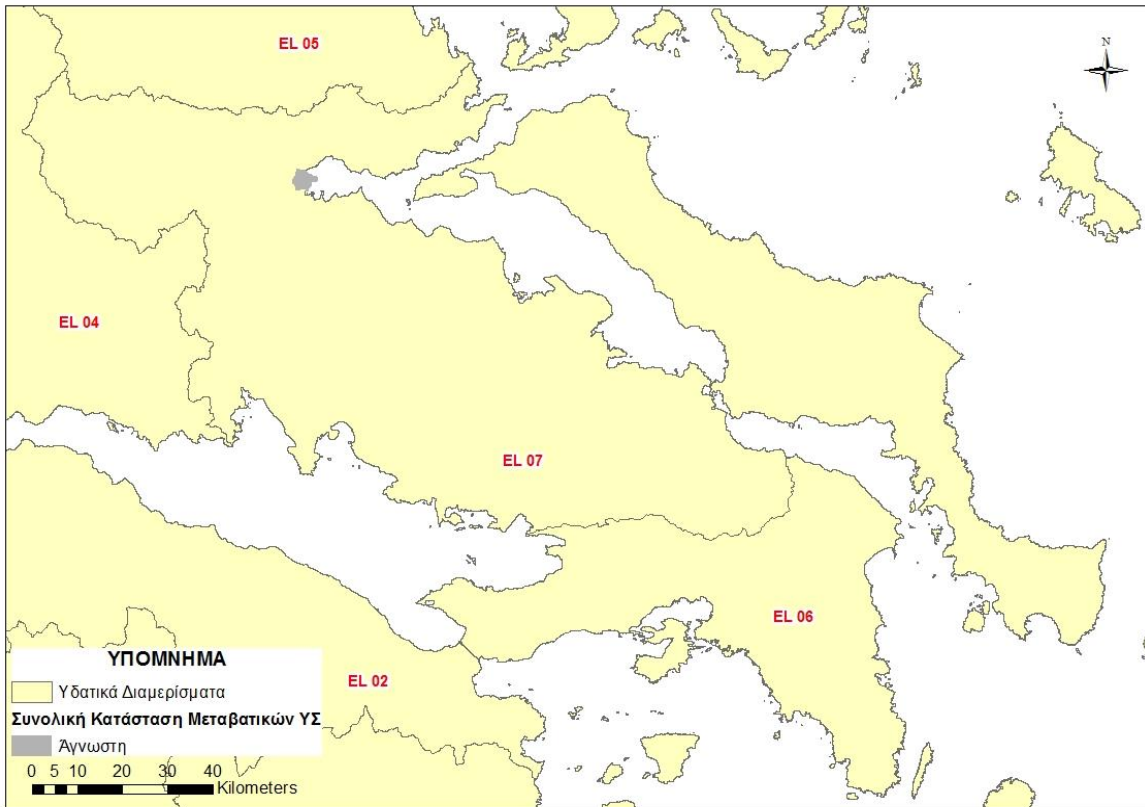 EL 05
N
EL 04
EL 07
EL 06
EL 02
ΥΠΟΜΝΗΜΑ
Υδατικά Διαμερίσματα
Συνολική Κατάσταση Μεταβατικών ΥΣ
Άγνωστη
0 5 10 20 30 40
Kilometers